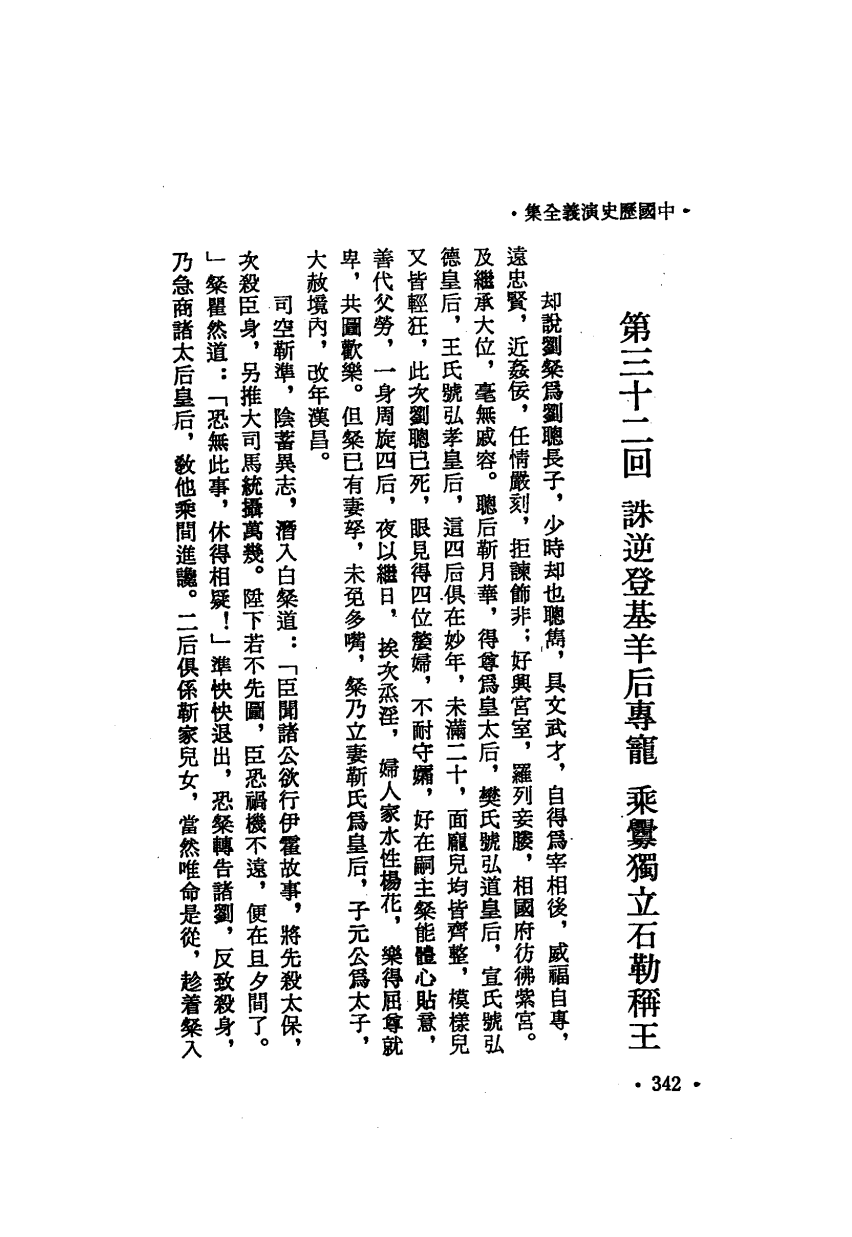 ·中國歷史演義全集·
第三十二回 誅逆登基羊后專寵 乘釁獨立石勒稱王
却說劉粲爲劉聰長子，少時却也聰雋，具文武才，自得爲宰相後，威福自專，
遠忠賢，近姦佞，任情嚴刻，拒諫飾非；好興宮室，羅列妾媵，相國府彷彿紫宮。
及繼承大位，毫無戚容。聰后靳月華，得尊爲皇太后，樊氏號弘道皇后，宣氏號弘
德皇后，王氏號弘孝皇后，這四后俱在妙年，未滿二十，面龐兒均皆齊整，模樣兒
又皆輕狂，此次劉聰已死，眼見得四位嫠婦，不耐守孀，好在嗣主粲能體心貼意，
善代父勞，一身周旋四后，夜以繼日，挨次烝淫，婦人家水性楊花，樂得屈尊就
卑，共圖歡樂。但粲已有妻孥，未免多嘴，粲乃立妻靳氏爲皇后，子元公爲太子，
大赦境內，改年漢昌。
司空靳準，陰蓄異志，潛入白粲道：「臣聞諸公欲行伊霍故事，將先殺太保，
次殺臣身，另推大司馬統攝萬幾。陛下若不先圖，臣恐禍機不遠，便在旦夕間了。
」粲瞿然道：「恐無此事，休得相疑！」準怏怏退出，恐粲轉告諸劉，反致殺身，
乃急商諸太后皇后，教他乘間進讒。二后俱係靳家兒女，當然唯命是從，趁着粲入
·342·